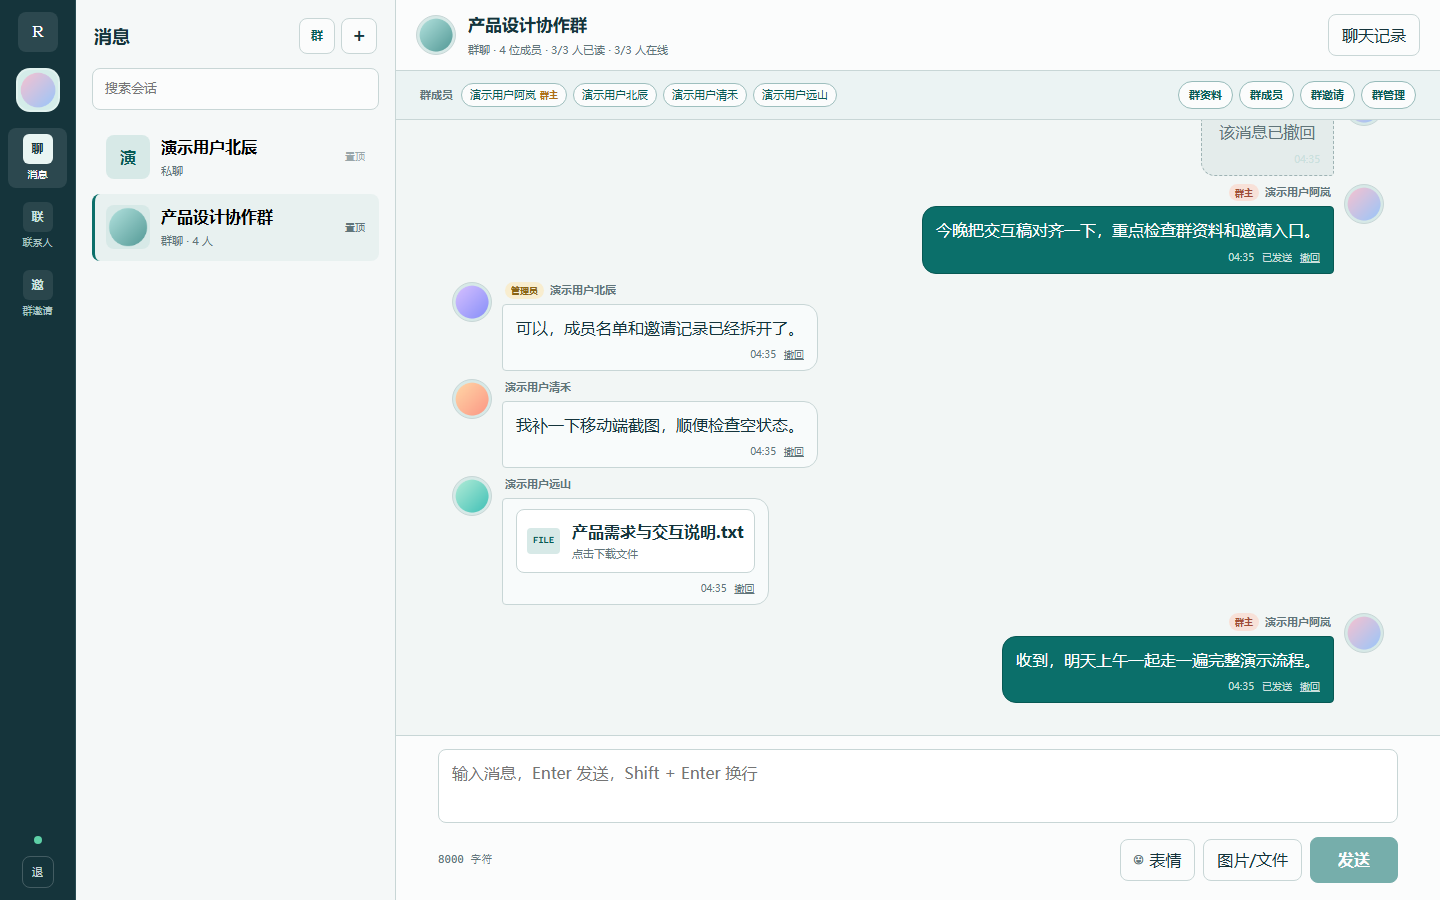 R
聊
消息
联
联系人
邀
群邀请
退
消息
群
+
搜索会话
演
演示用户北辰
私聊
置顶
产品设计协作群
群聊 · 4 人
置顶
产品设计协作群
群聊 · 4 位成员 · 3/3 人已读 · 3/3 人在线
聊天记录
群成员
演示用户阿岚 群主
演示用户北辰
演示用户清禾
演示用户远山
群资料
群成员
群邀请
群管理
该消息已撤回
04:35
群主 演示用户阿岚
今晚把交互稿对齐一下，重点检查群资料和邀请入口。
04:35 已发送 撤回
管理员 演示用户北辰
可以，成员名单和邀请记录已经拆开了。
04:35 撤回
演示用户清禾
我补一下移动端截图，顺便检查空状态。
04:35 撤回
演示用户远山
FILE
产品需求与交互说明.txt
点击下载文件
04:35 撤回
群主 演示用户阿岚
收到，明天上午一起走一遍完整演示流程。
04:35 已发送 撤回
输入消息，Enter 发送，Shift + Enter 换行
8000 字符
表情
图片/文件
发送